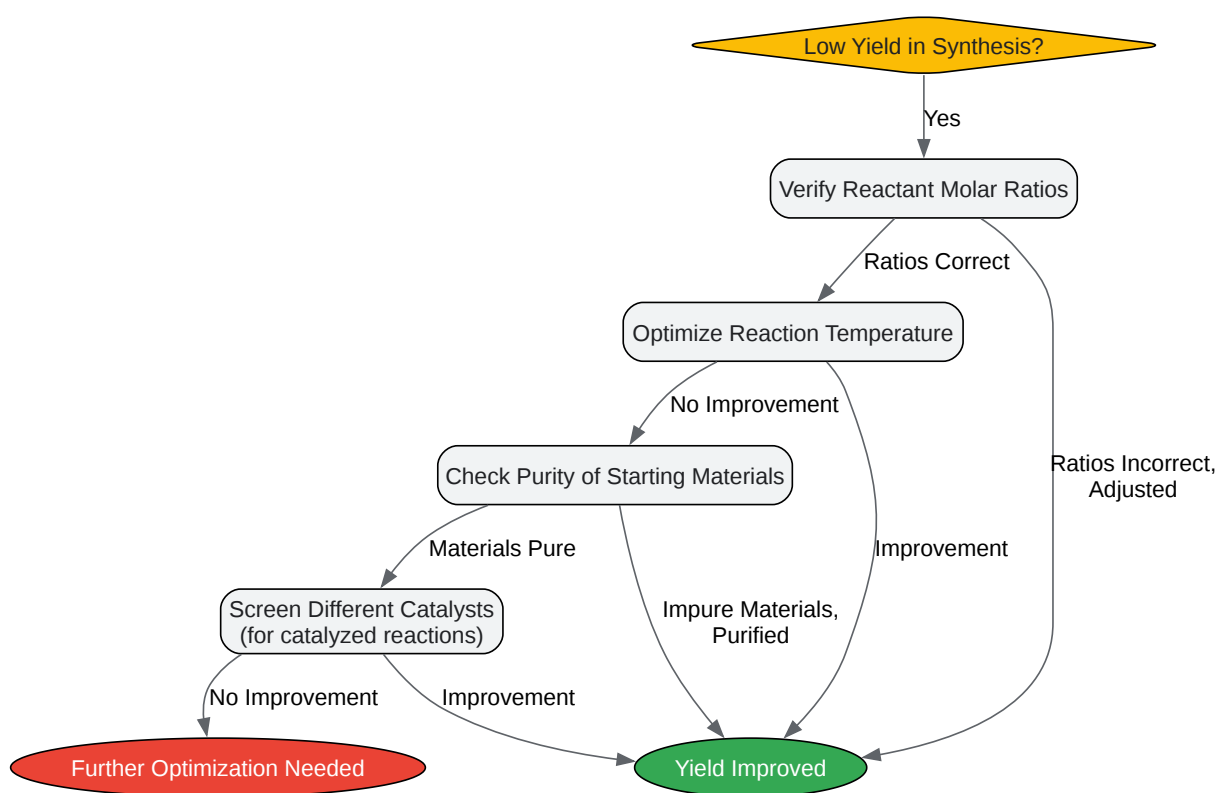 Low Yield in Synthesis?
Yes
Verify Reactant Molar Ratios
Ratios Correct
Optimize Reaction Temperature
No Improvement
Check Purity of Starting Materials
Ratios Incorrect,
Adjusted
Materials Pure
Improvement
Screen Different Catalysts
(for catalyzed reactions)
Impure Materials,
Purified
No Improvement
Improvement
Further Optimization Needed
Yield Improved